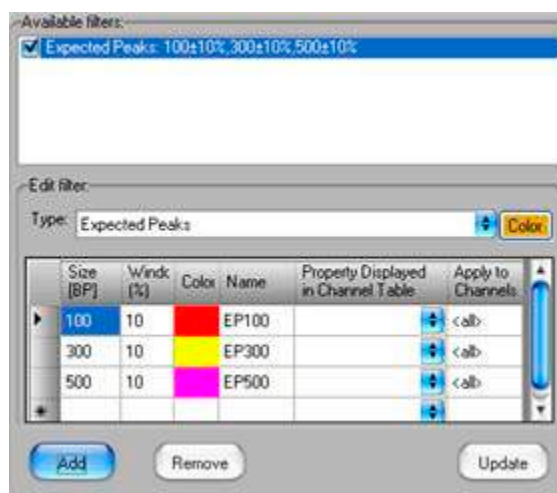 Available filters:
Expected Peaks: 100±10%,300±10%,500±10%
Edit filter:
Type: Expected Peaks Color
Size [BP] Windc (%) Color Name Property Displayed in Channel Table Apply to Channels
100 10 EP100 <all>
300 10 EP300 <all>
500 10 EP500 <all>
Add Remove Update